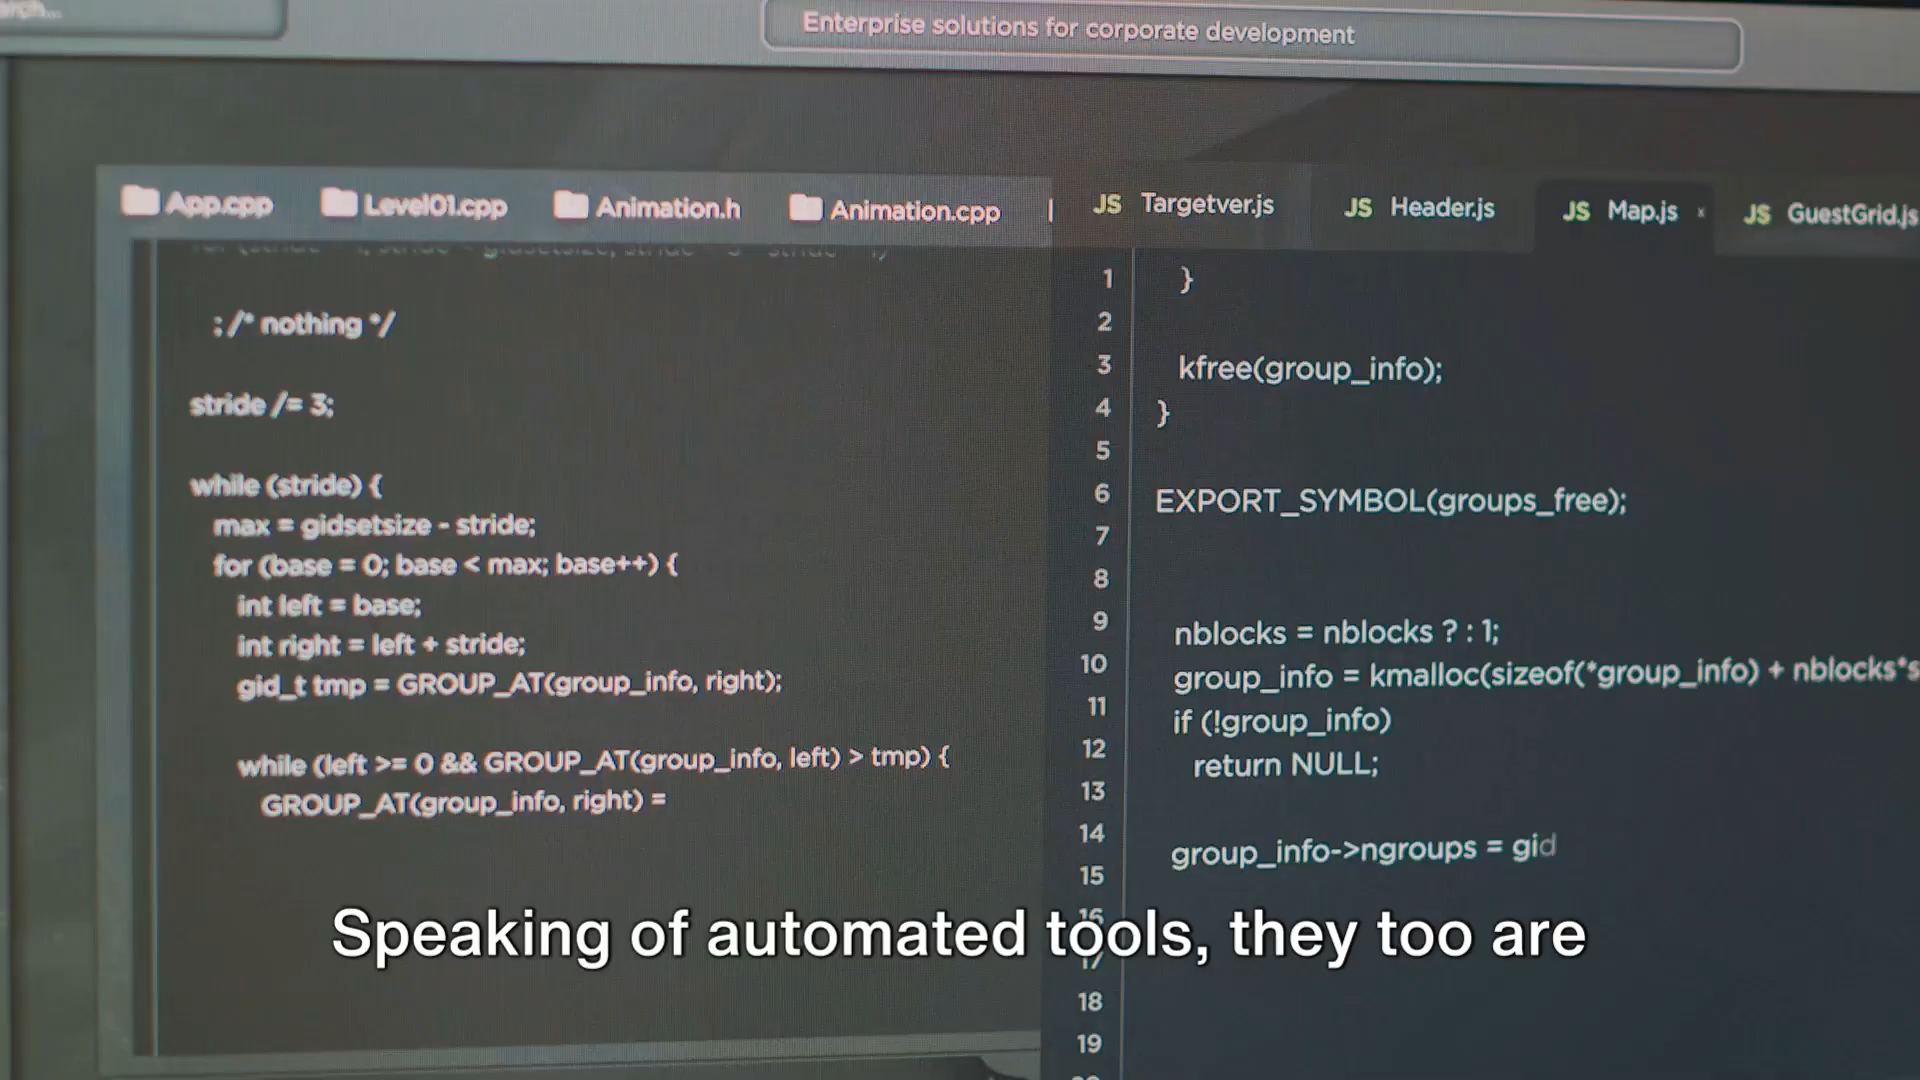 Enterprise solutions for corporate development
App.cpp Level01.cpp Animation.h Animation.cpp
; /* nothing */
stride /= 3;
while (stride) {
max = gidsetsize - stride;
for (base = 0; base < max; base++) {
int left = base;
int right = left + stride;
gid_t tmp = GROUP_AT(group_info, right);
while (left >= 0 && GROUP_AT(group_info, left) > tmp) {
GROUP_AT(group_info, right) =
JS Targetver.js JS Header.js JS Map.js x JS GuestGrid.js
1 }
2
3 kfree(group_info);
4 }
5
6 EXPORT_SYMBOL(groups_free);
7
8
9 nblocks = nblocks ? : 1;
10 group_info = kmalloc(sizeof(*group_info) + nblocks*s
11 if (!group_info)
12 return NULL;
13
14 group_info->ngroups = gid
15
16
17
18
19
Speaking of automated tools, they too are